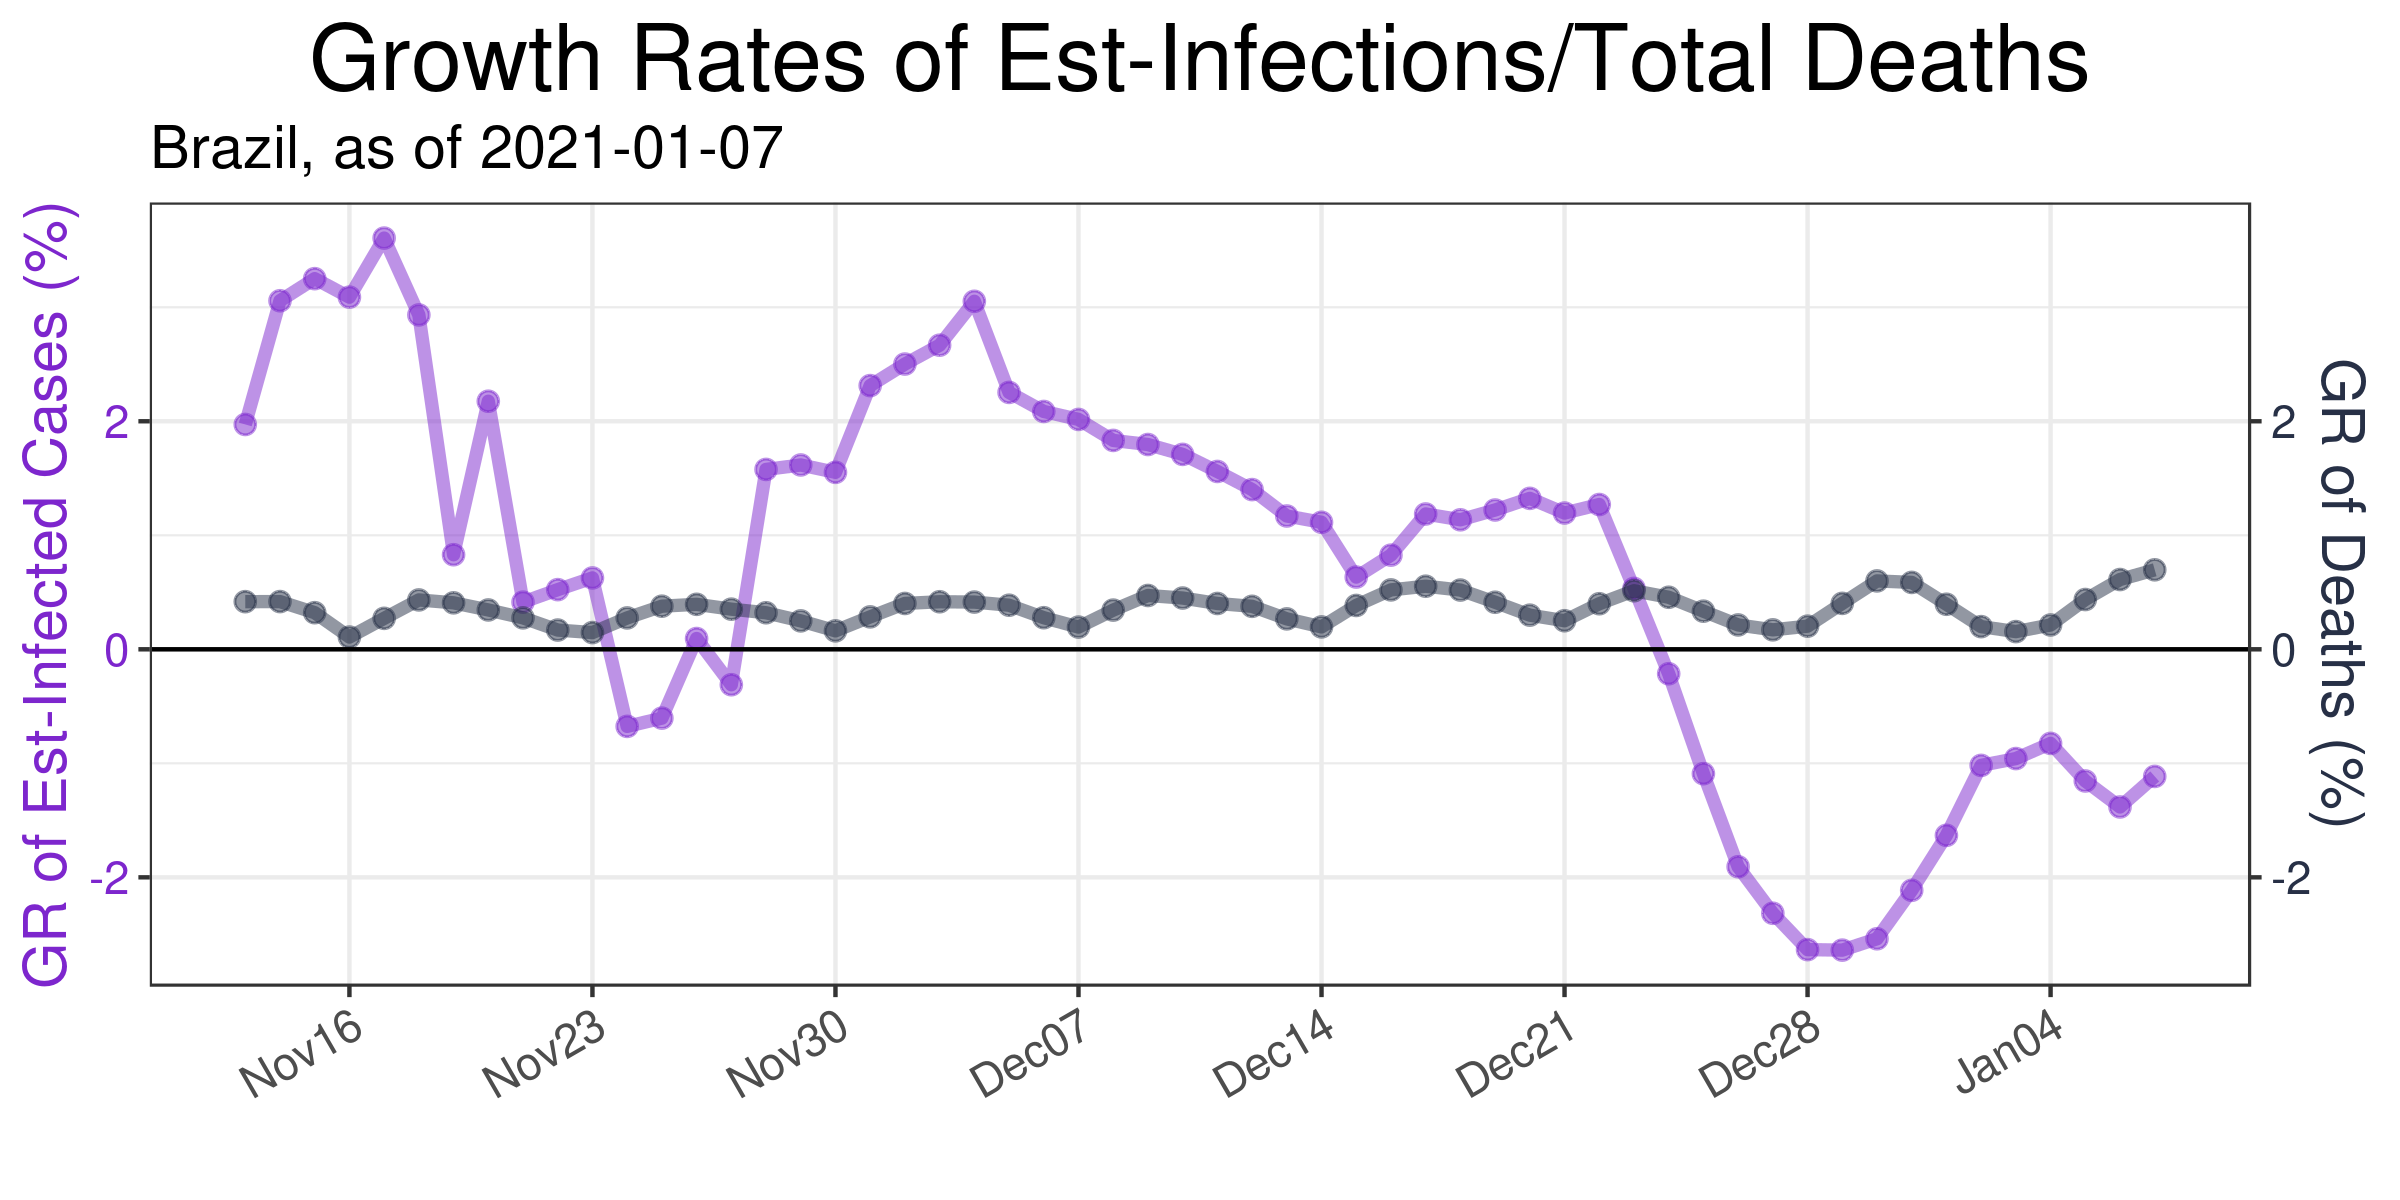 Growth Rates of Est-Infections/Total Deaths
Brazil, as of 2021-01-07
GR of Est-Infected Cases (%)
2
0
-2
2
0
-2
GR of Deaths (%)
Nov16
Nov23
Nov30
Dec07
Dec14
Dec21
Dec28
Jan04